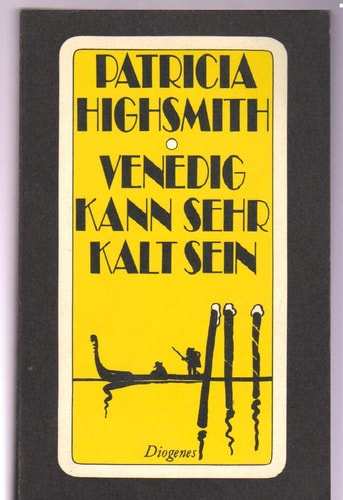 PATRICIA
HIGHSMITH
VENEDIG
KANN SEHR
KALT SEIN
Diogenes